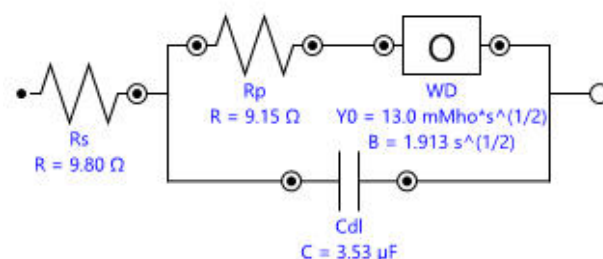 O
Rp
R = 9.15 Ω
WD
Y0 = 13.0 mMho*s^(1/2)
B = 1.913 s^(1/2)
Rs
R = 9.80 Ω
Cdl
C = 3.53 µF